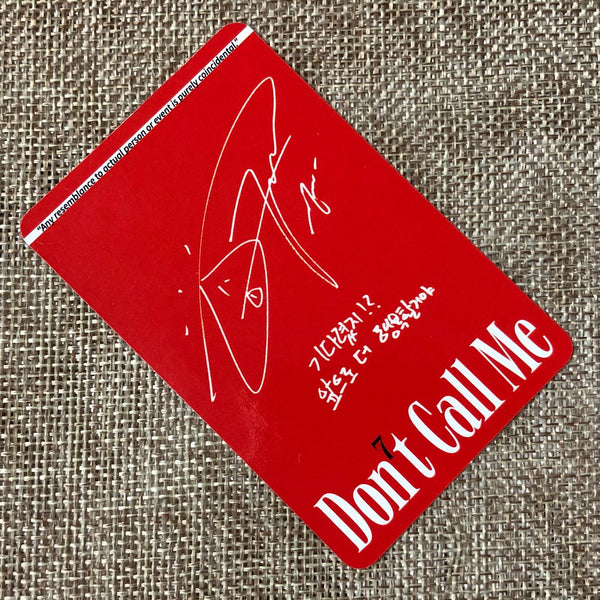 "Any resemblance to actual person or event is purely coincidental"
기다렸지!?
앞으로 더 행복할거야
Don't Call Me
7